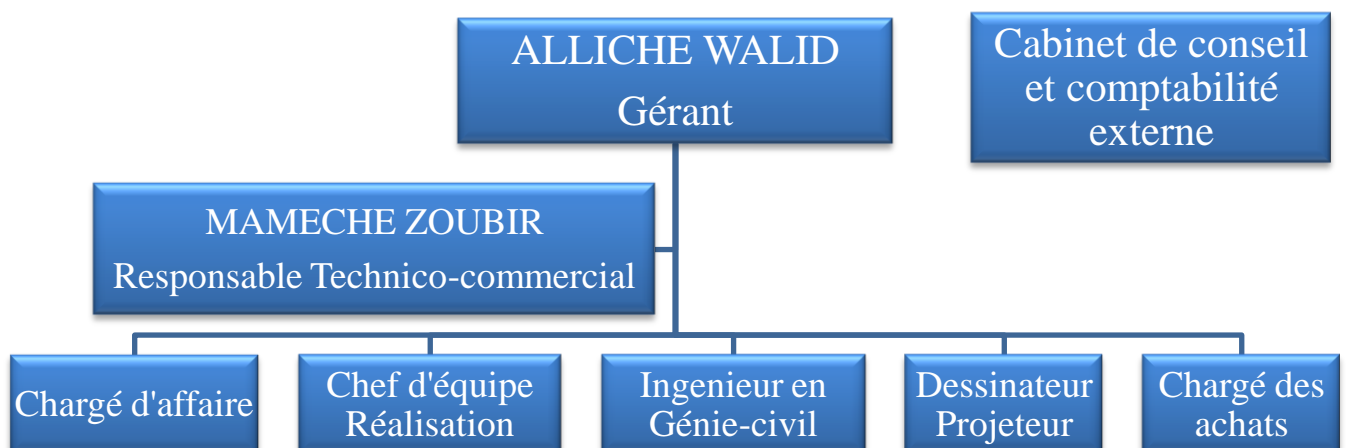 ALLICHE WALID
Gérant
Cabinet de conseil
et comptabilité
externe
MAMECHE ZOUBIR
Responsable Technico-commercial
Chargé d'affaire
Chef d'équipe
Réalisation
Ingenieur en
Génie-civil
Dessinateur
Projeteur
Chargé des
achats